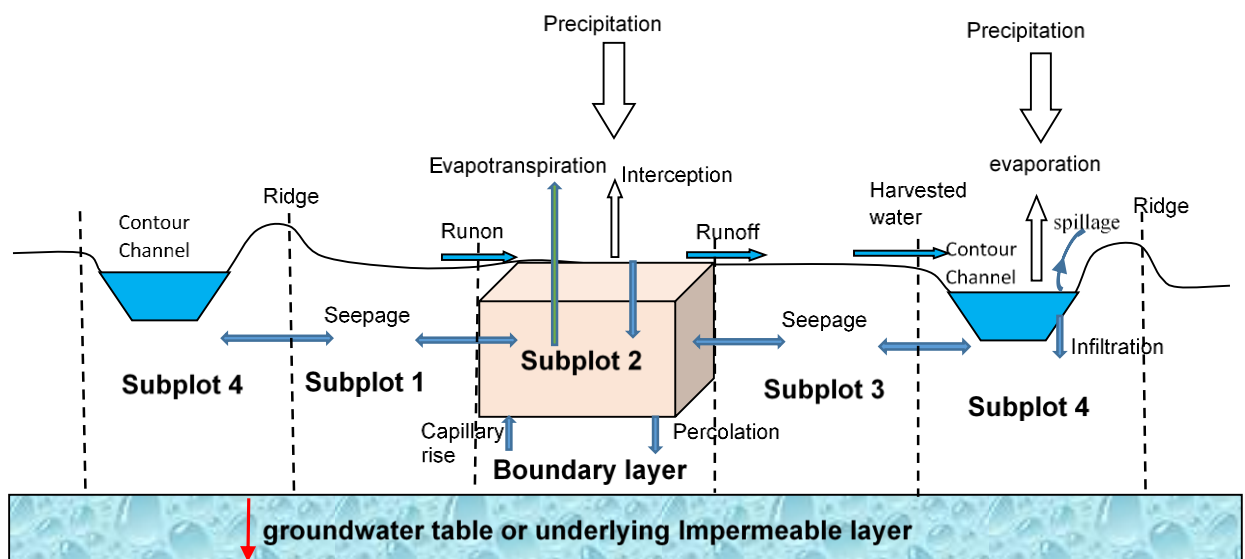 Precipitation
Precipitation
Evapotranspiration
Interception
evaporation
Harvested
water
Ridge
Contour
Channel
Ridge
Runon
Runoff
spillage
Contour
Channel
Seepage
Seepage
Infiltration
Subplot 4
Subplot 1
Subplot 2
Subplot 3
Subplot 4
Capillary
rise
Percolation
Boundary layer
groundwater table or underlying Impermeable layer